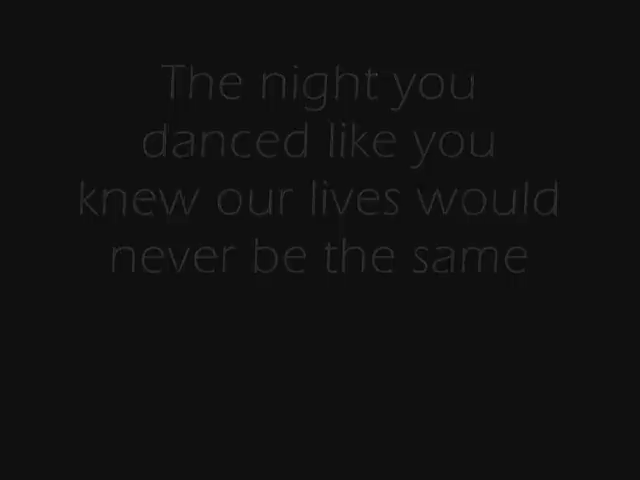 The night you
danced like you
knew our lives would
never be the same